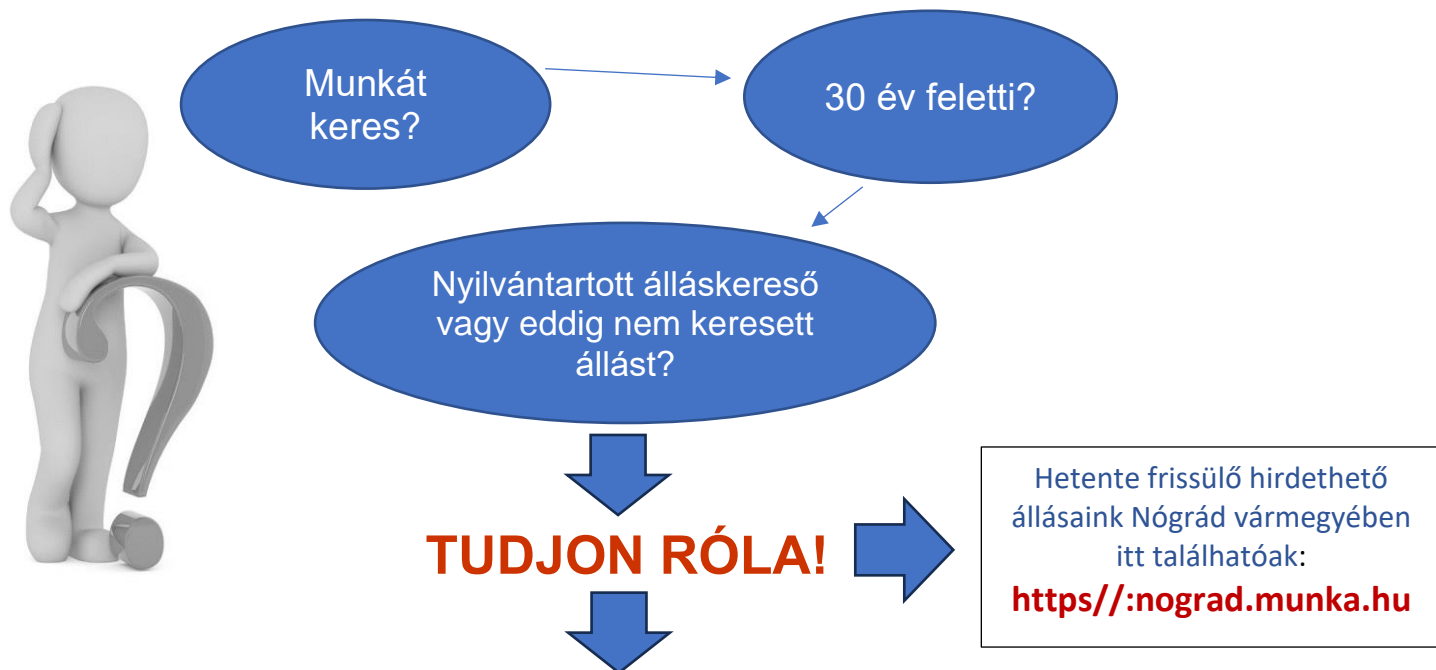 Munkát
keres?
30 év feletti?
Nyilvántartott álláskereső
vagy eddig nem keresett
állást?
TUDJON RÓLA!
Hetente frissülő hirdethető
állásaink Nógrád vármegyében
itt találhatóak:
https//:nograd.munka.hu